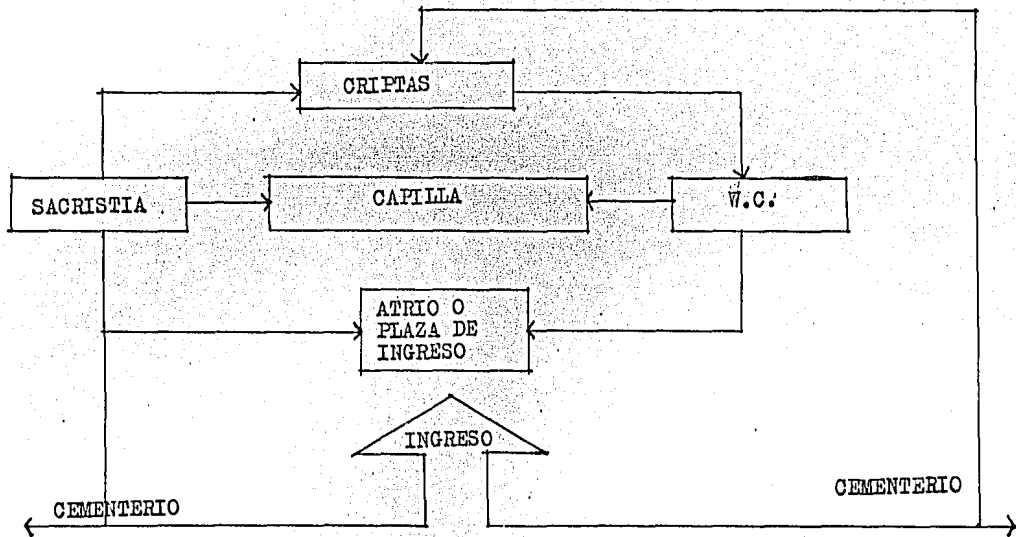 CRIPTAS
SACRISTIA
CAPILLA
W.C.
ATRIO O
PLAZA DE
INGRESO
INGRESO
CEMENTERIO
CEMENTERIO